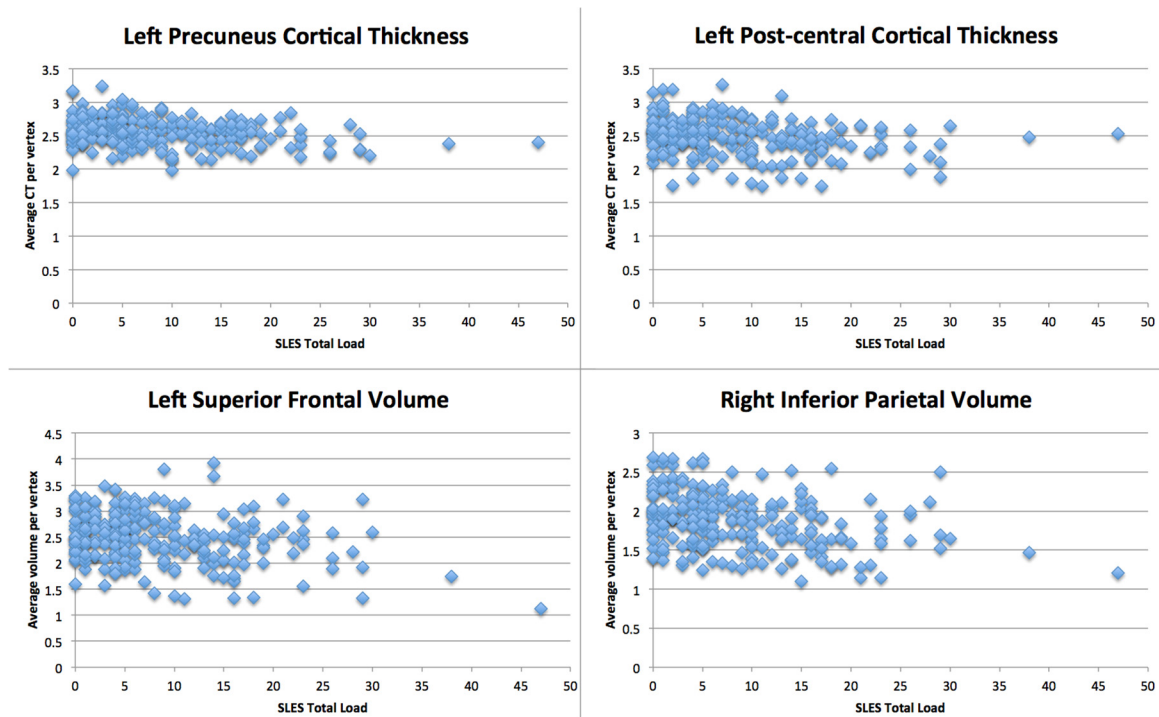 Left Precuneus Cortical Thickness
Average CT per vertex
3.5
3
2.5
2
1.5
1
0.5
0
0 5 10 15 20 25 30 35 40 45 50
SLES Total Load
Left Post-central Cortical Thickness
Average CT per vertex
3.5
3
2.5
2
1.5
1
0.5
0
0 5 10 15 20 25 30 35 40 45 50
SLES Total Load
Left Superior Frontal Volume
Average volume per vertex
4.5
4
3.5
3
2.5
2
1.5
1
0.5
0
0 5 10 15 20 25 30 35 40 45 50
SLES Total Load
Right Inferior Parietal Volume
Average volume per vertex
3
2.5
2
1.5
1
0.5
0
0 5 10 15 20 25 30 35 40 45 50
SLES Total Load